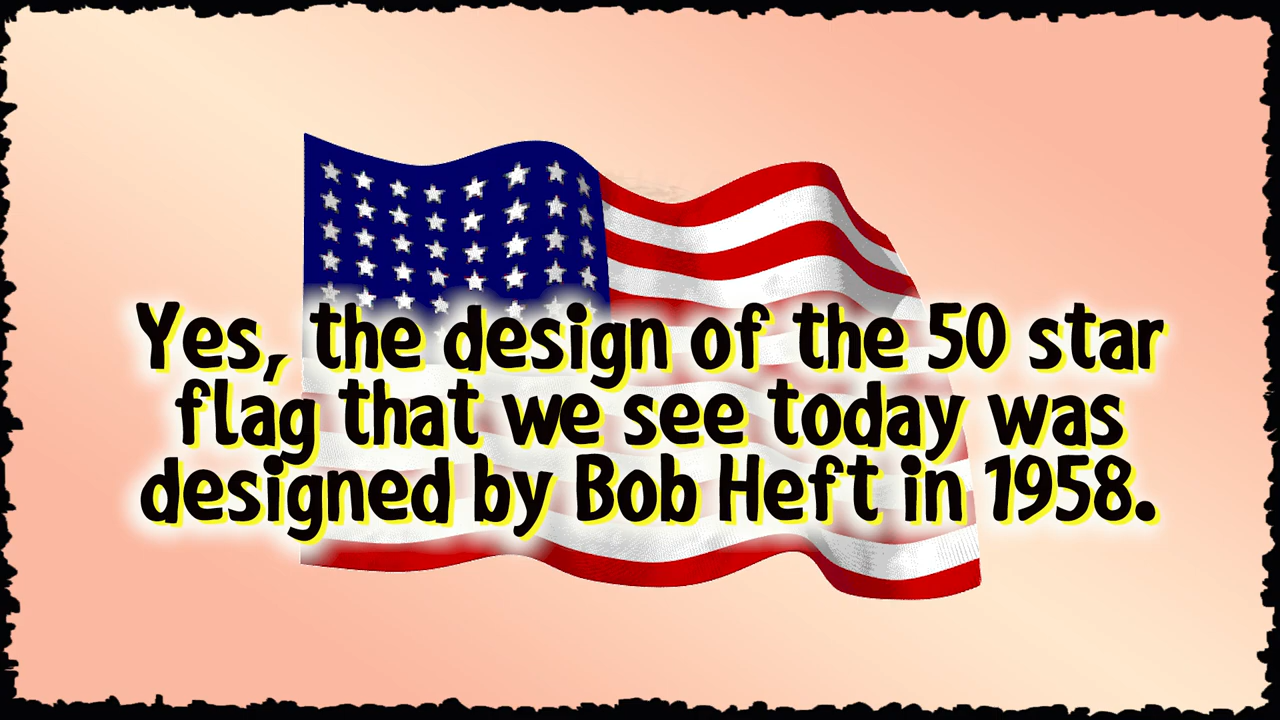 Yes, the design of the 50 star
flag that we see today was
designed by Bob Heft in 1958.